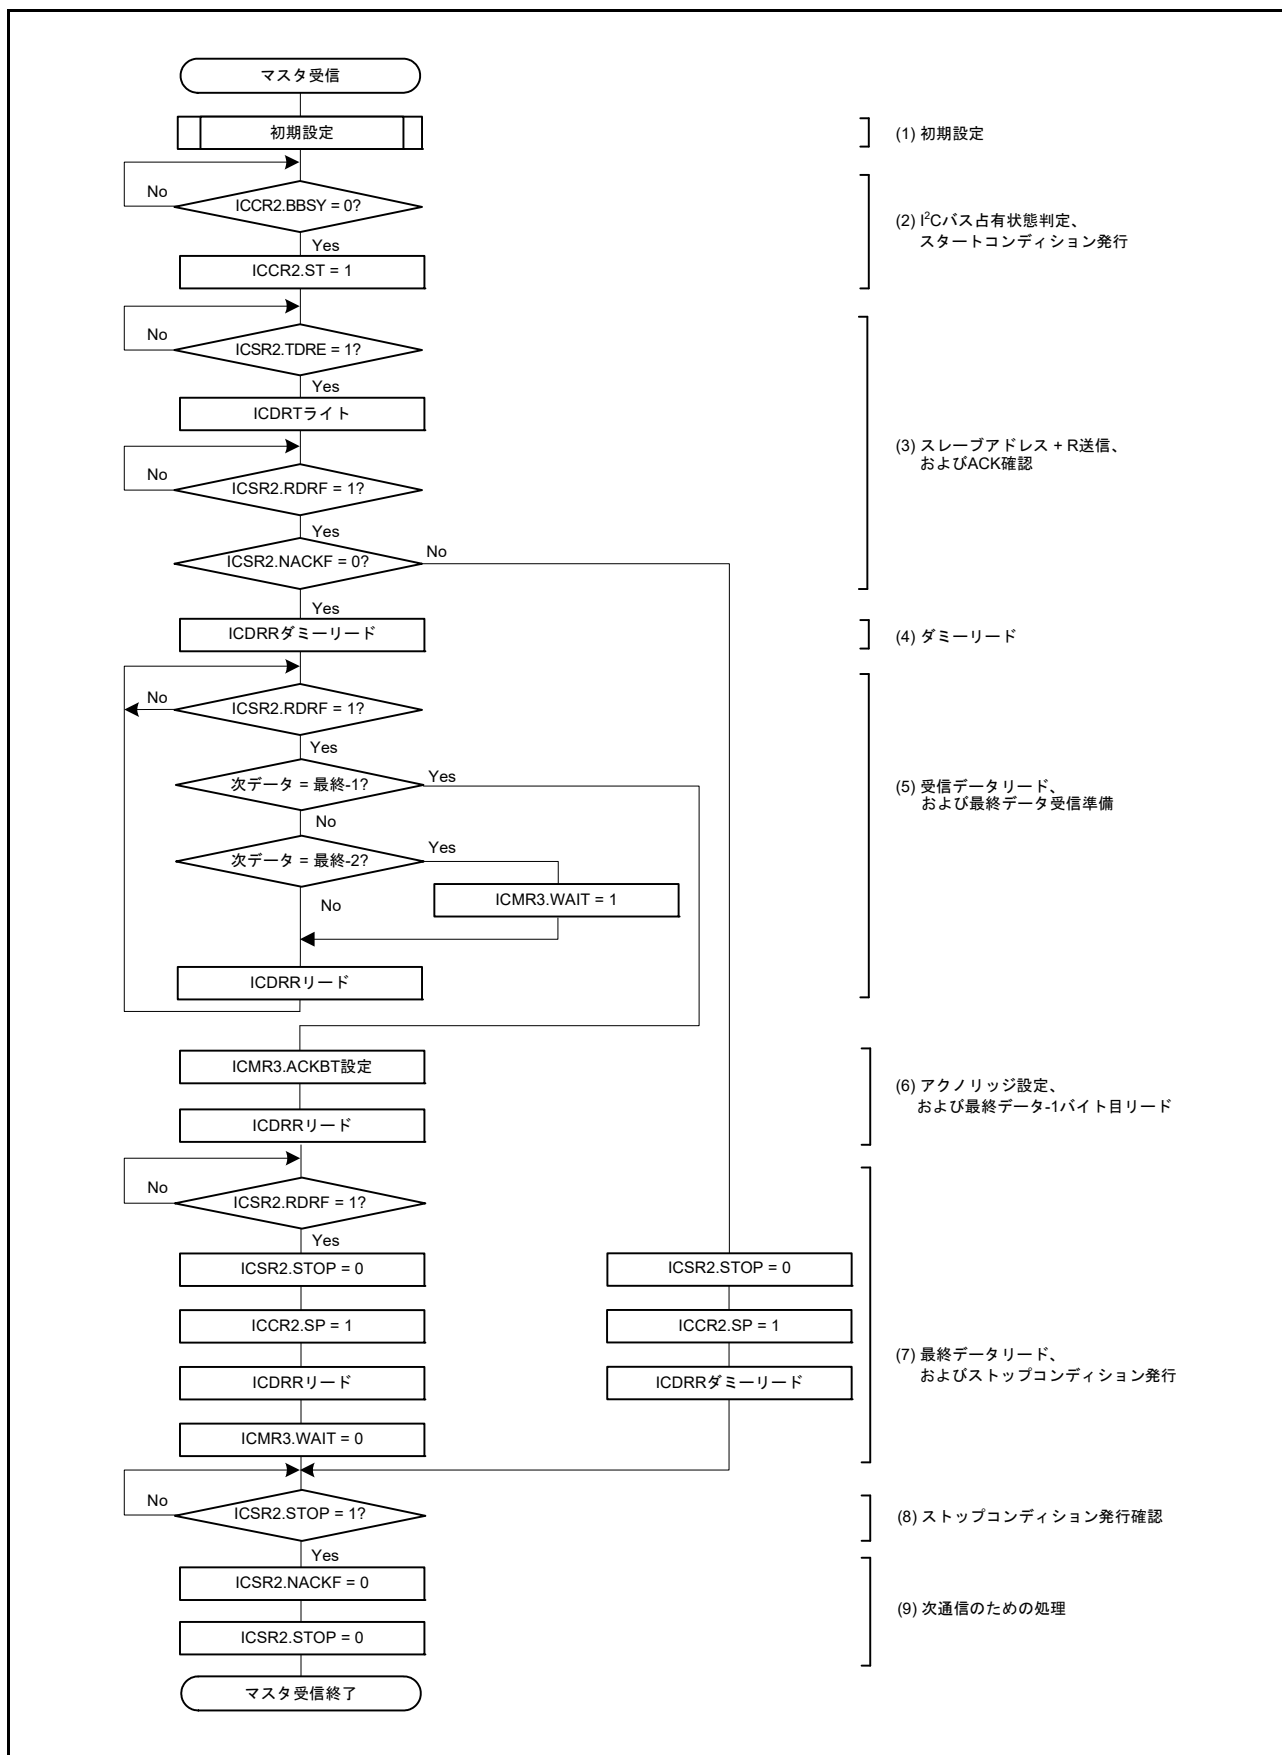 マスタ受信
初期設定
(1) 初期設定
No
ICCR2.BBSY = 0?
Yes
(2) I²Cバス占有状態判定、
スタートコンディション発行
ICCR2.ST = 1
No
ICSR2.TDRE = 1?
Yes
ICDRTライト
No
ICSR2.RDRF = 1?
Yes
(3) スレーブアドレス + R送信、
およびACK確認
ICSR2.NACKF = 0?
No
Yes
ICDRRダミーリード
(4) ダミーリード
No
ICSR2.RDRF = 1?
Yes
次データ = 最終-1?
Yes
No
(5) 受信データリード、
および最終データ受信準備
次データ = 最終-2?
Yes
No
ICMR3.WAIT = 1
ICDRRリード
ICMR3.ACKBT設定
(6) アクノリッジ設定、
および最終データ-1バイト目リード
ICDRRリード
No
ICSR2.RDRF = 1?
Yes
ICSR2.STOP = 0
ICSR2.STOP = 0
ICCR2.SP = 1
ICCR2.SP = 1
(7) 最終データリード、
およびストップコンディション発行
ICDRRリード
ICDRRダミーリード
ICMR3.WAIT = 0
No
ICSR2.STOP = 1?
Yes
(8) ストップコンディション発行確認
ICSR2.NACKF = 0
(9) 次通信のための処理
ICSR2.STOP = 0
マスタ受信終了